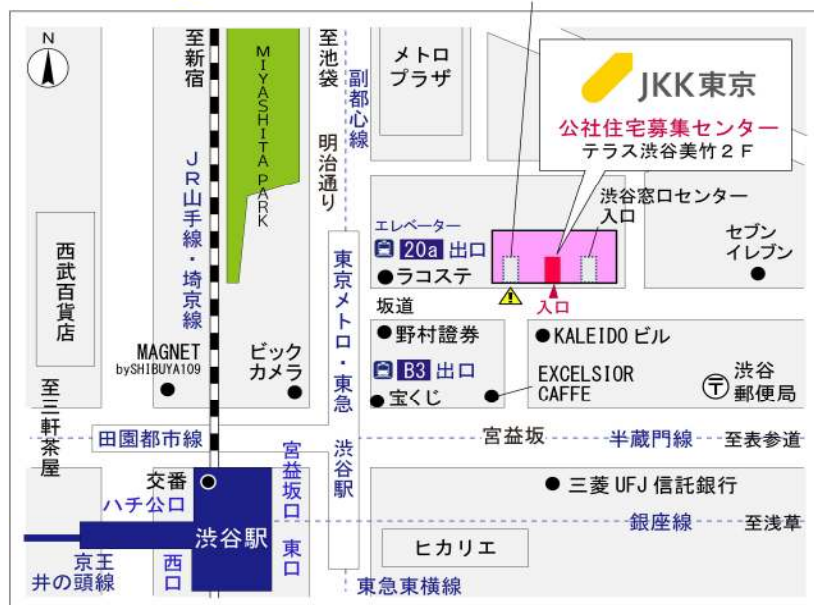 N
至新宿
MIYASHITA PARK
至池袋
副都心線
明治通り
メトロ
プラザ
JKK東京
公社住宅募集センター
テラス渋谷美竹2F
JR山手線・埼京線
西武百貨店
エレベーター
20a 出口
ラコステ
渋谷窓口センター
入口
セブン
イレブン
入口
坂道
東京メトロ・東急 渋谷駅
MAGNET
bySHIBUYA109
ビック
カメラ
野村證券
B3 出口
宝くじ
KALEIDO ビル
EXCELSIOR
CAFFE
渋谷
郵便局
至三軒茶屋
田園都市線
宮益坂
半蔵門線
至表参道
交番
ハチ公口
宮益坂口
三菱 UFJ 信託銀行
渋谷駅
銀座線
至浅草
京王
井の頭線
西口
東口
ヒカリエ
東急東横線